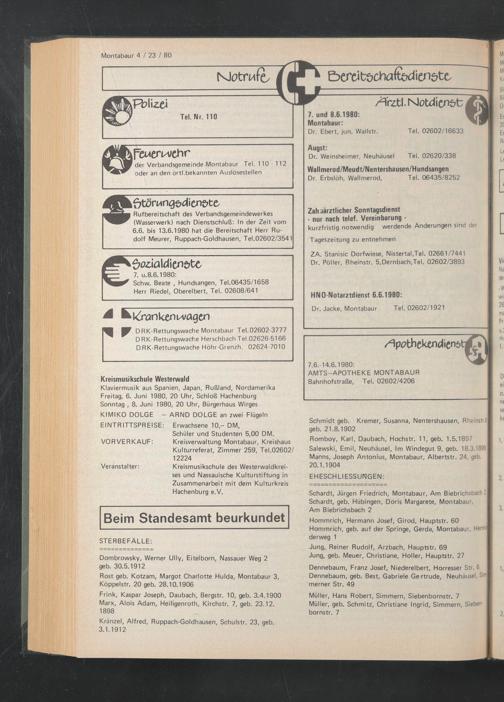 Montabaur 4 / 23 / 80
Notrufe
Bereitschaftsdienste
Polizei
Tel. Nr. 110
Feuerwehr
der Verbandsgemeinde Montabaur Tel. 110 - 112
oder an den örtl.bekannten Auslösestellen
Störungsdienste
Rufbereitschaft des Verbandsgemeindewerkes
(Wasserwerk) nach Dienstschluß: In der Zeit vom
6.6. bis 13.6.1980 hat die Bereitschaft Herr Ru-
dolf Meurer, Ruppach-Goldhausen, Tel.02602/3541
Sozialdienste
7. u.8.6.1980:
Schw. Beate , Hundsangen, Tel.06435/1658
Herr Riedel, Oberelbert, Tel. 02608/641
Krankenwagen
DRK-Rettungswache Montabaur Tel.02602-3777
DRK-Rettungswache Herschbach Tel.02626-5166
DRK-Rettungswache Höhr-Grenzh. 02624-7010
Kreismusikschule Westerwald
Klaviermusik aus Spanien, Japan, Rußland, Nordamerika
Freitag, 6. Juni 1980, 20 Uhr, Schloß Hachenburg
Sonntag , 8. Juni 1980, 20 Uhr, Bürgerhaus Wirges
KIMIKO DOLGE – ARND DOLGE an zwei Flügeln
EINTRITTSPREISE: Erwachsene 10,– DM,
Schüler und Studenten 5,00 DM.
VORVERKAUF: Kreisverwaltung Montabaur, Kreishaus
Kulturreferat, Zimmer 259, Tel.02602/
12224
Veranstalter: Kreismusikschule des Westerwaldkrei-
ses und Nassauische Kulturstiftung in
Zusammenarbeit mit dem Kulturkreis
Hachenburg e.V.
Beim Standesamt beurkundet
STERBEFÄLLE:
==============
Dombrowsky, Werner Ully, Eitelborn, Nassauer Weg 2
geb. 30.5.1912
Rost geb. Kotzam, Margot Charlotte Hulda, Montabaur 3,
Köppelstr. 20 geb. 28.10.1906
Frink, Kaspar Joseph, Daubach, Bergstr. 10, geb. 3.4.1900
Marx, Alois Adam, Heiligenroth, Kirchstr. 7, geb. 23.12.
1898
Kränzel, Alfred, Ruppach-Goldhausen, Schulstr. 23, geb.
3.1.1912
Ärztl. Notdienst
7. und 8.6.1980:
Montabaur:
Dr. Ebert, jun, Wallstr. Tel. 02602/16633
Augst:
Dr. Weinsheimer, Neuhäusel Tel. 02620/338
Wallmerod/Meudt/Nentershausen/Hundsangen
Dr. Erbslöh, Wallmerod, Tel. 06435/8252
Zahnärztlicher Sonntagsdienst
- nur nach telef. Vereinbarung -
kurzfristig notwendig werdende Änderungen sind der
Tageszeitung zu entnehmen
ZA. Stanisic Dorfwiese, Nistertal,Tel. 02661/7441
Dr. Pöller, Rheinstr. 5,Dernbach,Tel. 02602/3893
HNO-Notarztdienst 6.6.1980:
Dr. Jacke, Montabaur Tel. 02602/1921
Apothekendienst
7.6.-14.6.1980:
AMTS–APOTHEKE MONTABAUR
Bahnhofstraße, Tel. 02602/4206
Schmidt geb. Kremer, Susanna, Nentershausen,
geb. 21.8.1902
Romboy, Karl, Daubach, Hochstr. 11, geb. 1.5.1897
Salewski, Emil, Neuhäusel, Im Windegut 9, geb.
Manns, Joseph Antonius, Montabaur, Albertstr. 24, geb.
20.1.1904
EHESCHLIESSUNGEN:
====================
Schardt, Jürgen Friedrich, Montabaur, Am Biebrichsbach 2
Schardt, geb. Hübingen, Doris Margarete, Montabaur,
Am Biebrichsbach 2
Hommrich, Hermann Josef, Girod, Hauptstr. 60
Hommrich, geb. auf der Springe, Gerda, Montabaur,
derweg 1
Jung, Reiner Rudolf, Arzbach, Hauptstr. 69
Jung, geb. Mauer, Christiane, Holler, Hauptstr. 27
Dennebaum, Franz Josef, Niederelbert, Horresser Str. 6
Dennebaum, geb. Best, Gabriele Gertrude, Neuhäusel, Sim-
merner Str. 49
Müller, Hans Robert, Simmern, Siebenbornstr. 7
Müller, geb. Schmitz, Christiane Ingrid, Simmern, Sieben-
bornstr. 7